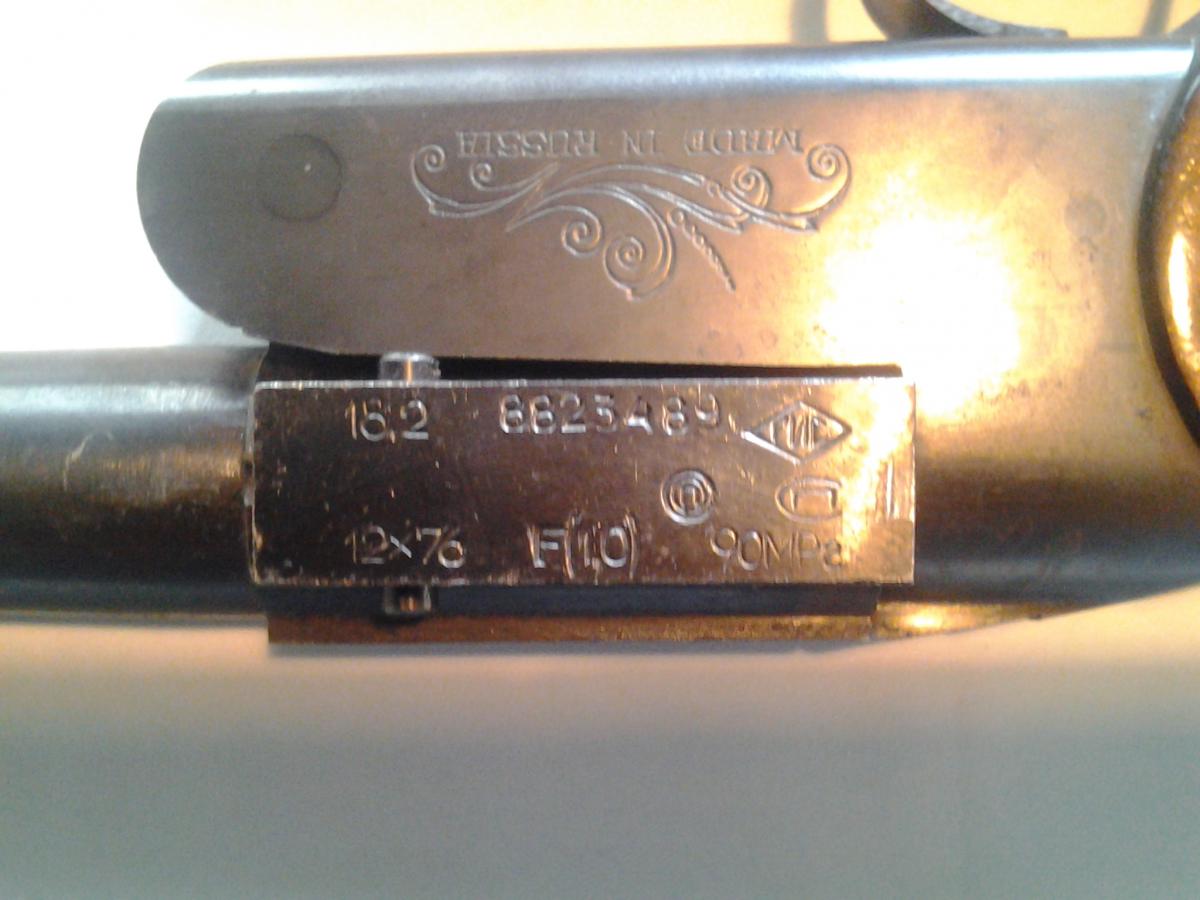 MADE IN RUSSIA
18,2 8823489
12×76 F(1,0) 90MPa